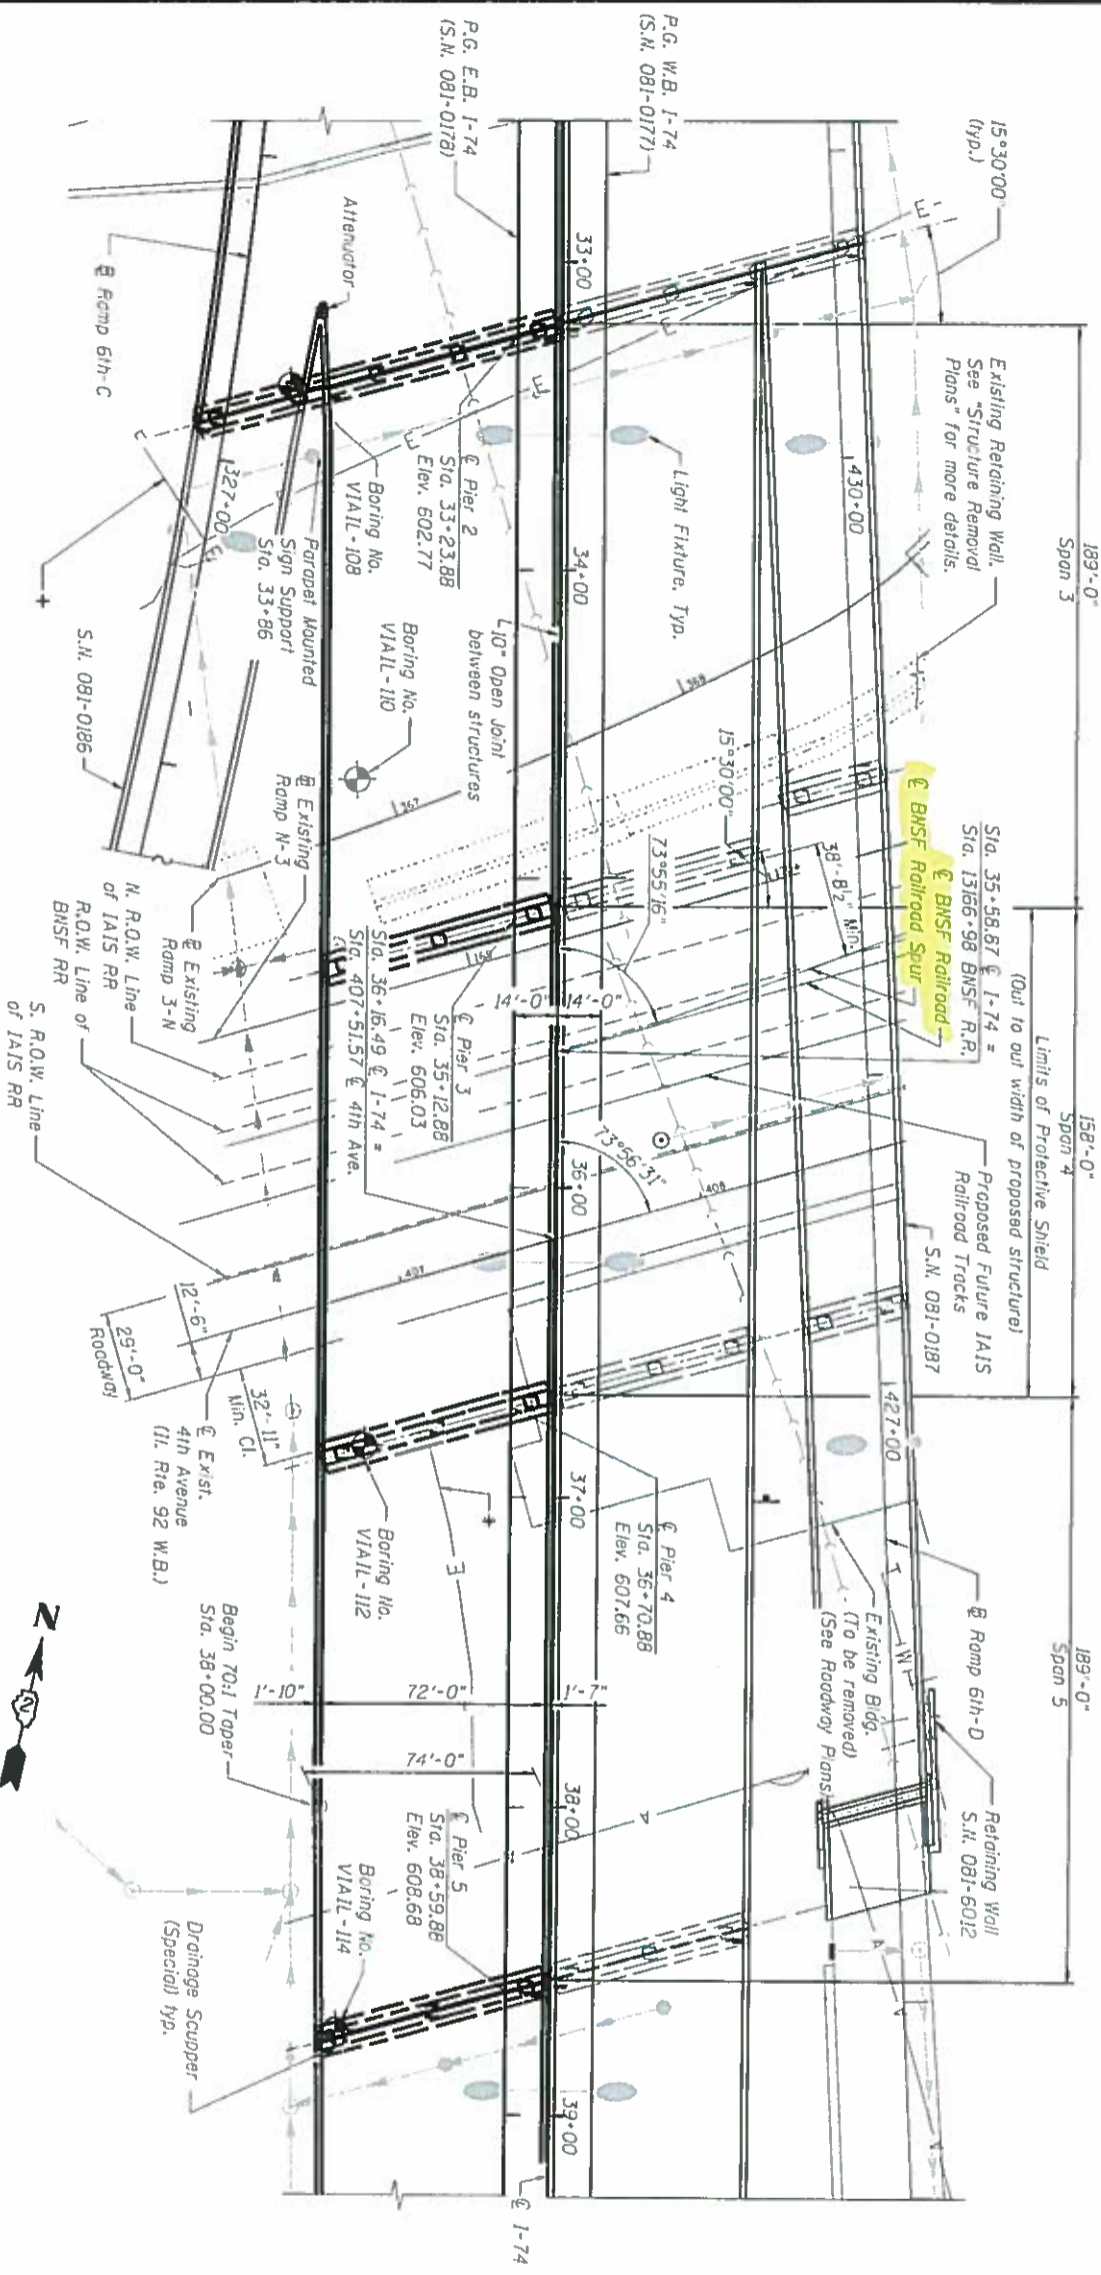 189'-0"
Span 3
158'-0"
Span 4
189'-0"
Span 5
Limits of Protective Shield
(Out to out width of proposed structure)
15°30'00"
(typ.)
Existing Retaining Wall.
See "Structure Removal
Plans" for more details.
Sta. 35+58.87 ℄ I-74 =
Sta. 13166+98 BNSF R.R.
℄ BNSF Railroad
℄ BNSF Railroad Spur
Proposed Future IAIS
Railroad Tracks
S.N. 081-0187
℄ Ramp 6th-D
Retaining Wall
S.N. 081-6012
Existing Bldg.
(To be removed)
(See Roadway Plans)
430+00
427+00
P.G. W.B. I-74
(S.N. 081-0177)
P.G. E.B. I-74
(S.N. 081-0178)
Light Fixture, Typ.
15°30'00"
38'-8½" Min.
73°55'16"
73°56'31"
369
367
408
407
33+00
34+00
36+00
37+00
38+00
39+00
℄ I-74
10" Open Joint
between structures
14'-0"
14'-0"
℄ Pier 2
Sta. 33+23.88
Elev. 602.77
℄ Pier 3
Sta. 35+12.88
Elev. 606.03
℄ Pier 4
Sta. 36+70.88
Elev. 607.66
℄ Pier 5
Sta. 38+59.88
Elev. 608.68
Sta. 36+16.49 ℄ I-74 =
Sta. 407+51.57 ℄ 4th Ave.
Boring No.
VIAIL-108
Boring No.
VIAIL-110
Boring No.
VIAIL-112
Boring No.
VIAIL-114
Attenuator
℄ Ramp 6th-C
327+00
Parapet Mounted
Sign Support
Sta. 33+86
S.N. 081-0186
℄ Existing
Ramp N-3
℄ Existing
Ramp 3-N
N. R.O.W. Line
of IAIS RR
R.O.W. Line of
BNSF RR
S. R.O.W. Line
of IAIS RR
12'-6"
29'-0"
Roadway
32'-11"
Min. Cl.
℄ Exist.
4th Avenue
(Il. Rte. 92 W.B.)
1'-10"
72'-0"
1'-7"
74'-0"
Begin 70:1 Taper
Sta. 38+00.00
Drainage Scupper
(Special) typ.
N